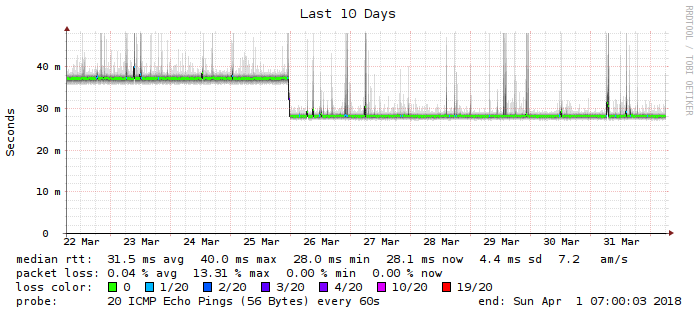 Last 10 Days
RRDTOOL / TOBI OETIKER
Seconds
40 m
30 m
20 m
10 m
0
22 Mar 23 Mar 24 Mar 25 Mar 26 Mar 27 Mar 28 Mar 29 Mar 30 Mar 31 Mar
median rtt: 31.5 ms avg 40.0 ms max 28.0 ms min 28.1 ms now 4.4 ms sd 7.2 am/s
packet loss: 0.04 % avg 13.31 % max 0.00 % min 0.00 % now
loss color: 0 1/20 2/20 3/20 4/20 10/20 19/20
probe: 20 ICMP Echo Pings (56 Bytes) every 60s end: Sun Apr 1 07:00:03 2018